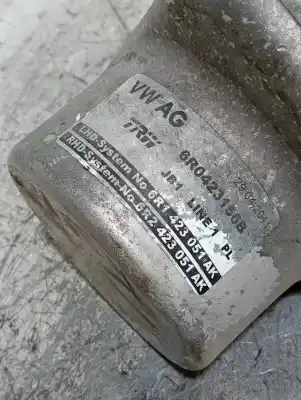 VW AG
TRW
6R0423156B
JB1 LINE 1 PL
LHD-System No 6R1 423 051 AK
RHD-System-No 6R2 423 051 AK